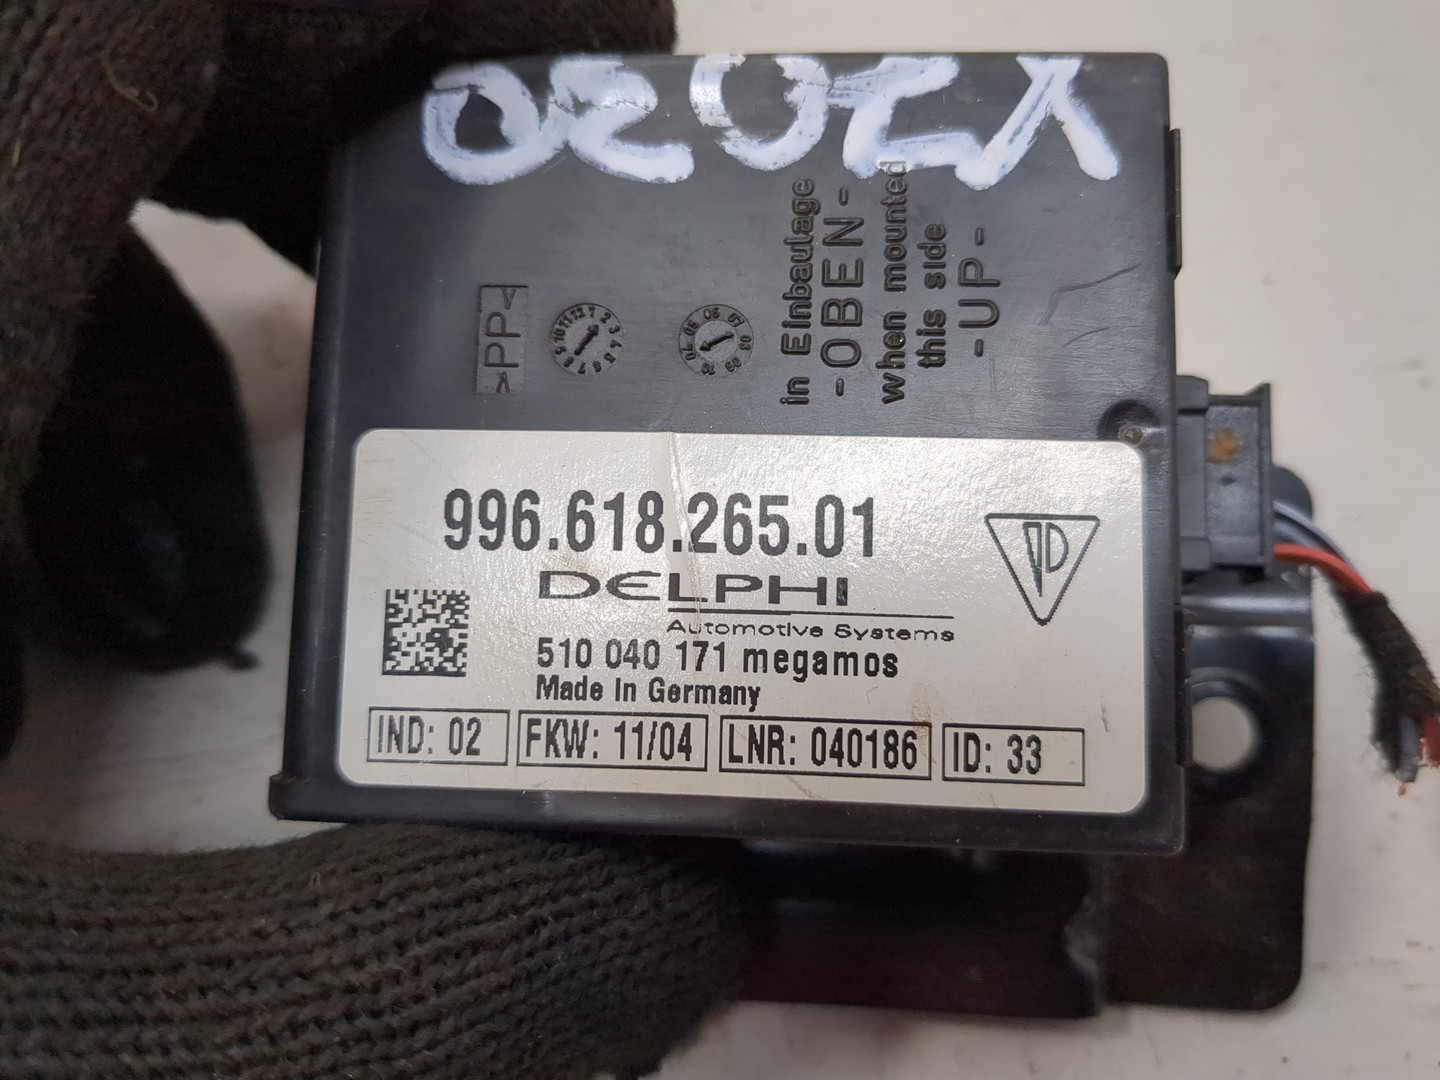 >PP<
in Einbaulage
-OBEN-
when mounted
this side
-UP-
996.618.265.01
DELPHI
Automotive Systems
510 040 171 megamos
Made In Germany
IND: 02
FKW: 11/04
LNR: 040186
ID: 33